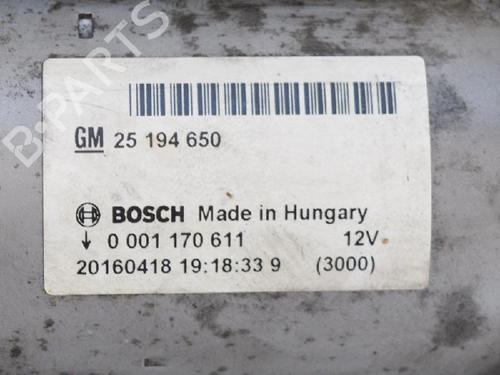 B-PARTS
GM 25 194 650
BOSCH Made in Hungary
0 001 170 611 12V
20160418 19:18:33 9 (3000)